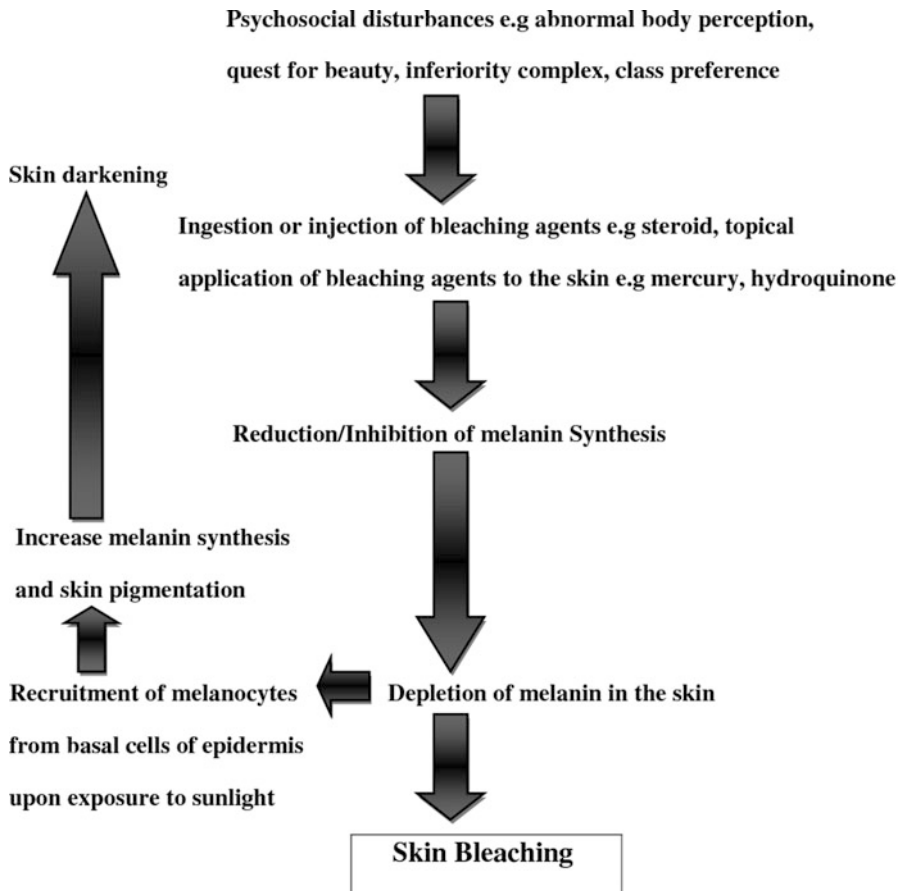 Psychosocial disturbances e.g abnormal body perception,
quest for beauty, inferiority complex, class preference
Skin darkening
Ingestion or injection of bleaching agents e.g steroid, topical
application of bleaching agents to the skin e.g mercury, hydroquinone
Reduction/Inhibition of melanin Synthesis
Increase melanin synthesis
and skin pigmentation
Recruitment of melanocytes
from basal cells of epidermis
upon exposure to sunlight
Depletion of melanin in the skin
Skin Bleaching